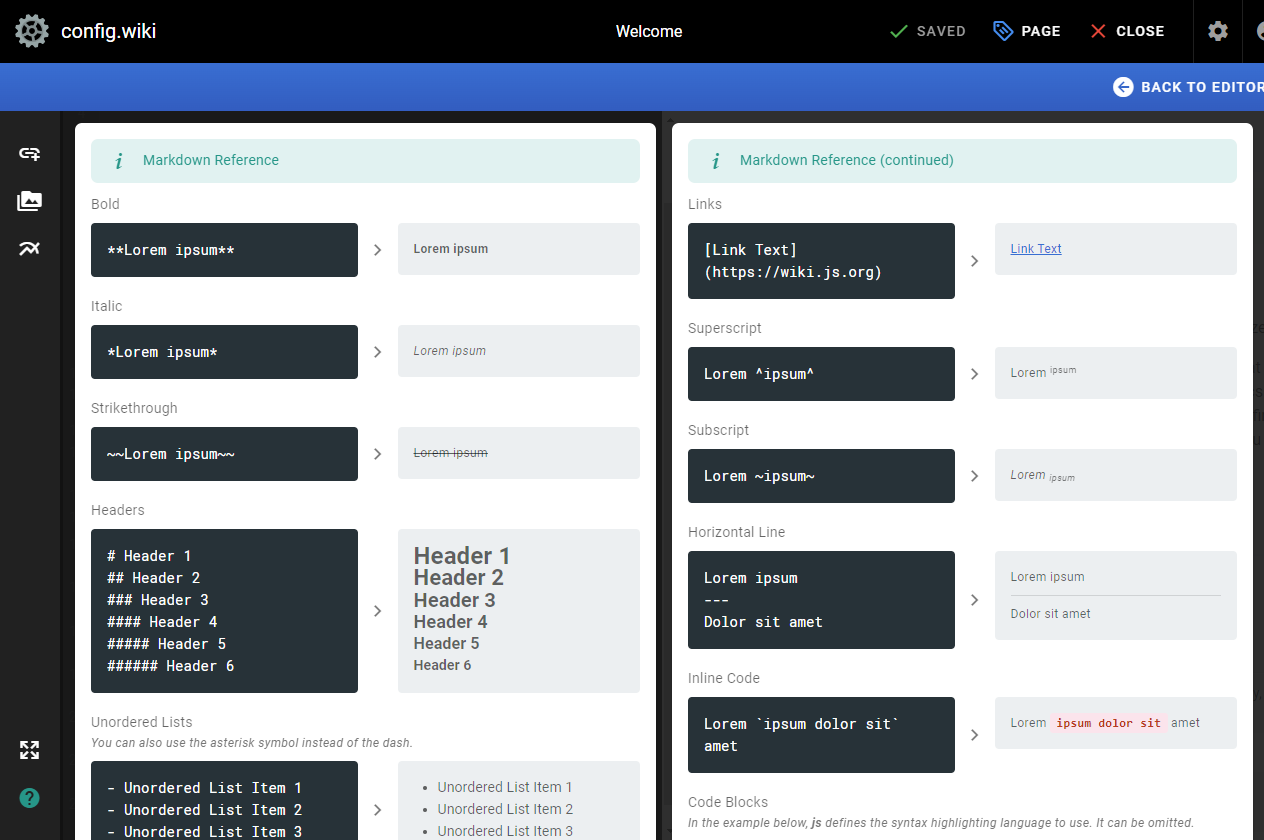 config.wiki
Welcome
SAVED
PAGE
CLOSE
BACK TO EDITOR
Markdown Reference
Bold
**Lorem ipsum**
Lorem ipsum
Italic
*Lorem ipsum*
Lorem ipsum
Strikethrough
~~Lorem ipsum~~
Lorem ipsum
Headers
# Header 1
## Header 2
### Header 3
#### Header 4
##### Header 5
###### Header 6
Header 1
Header 2
Header 3
Header 4
Header 5
Header 6
Unordered Lists
You can also use the asterisk symbol instead of the dash.
- Unordered List Item 1
- Unordered List Item 2
- Unordered List Item 3
• Unordered List Item 1
• Unordered List Item 2
• Unordered List Item 3
Markdown Reference (continued)
Links
[Link Text]
(https://wiki.js.org)
Link Text
Superscript
Lorem ^ipsum^
Lorem ipsum
Subscript
Lorem ~ipsum~
Lorem ipsum
Horizontal Line
Lorem ipsum
---
Dolor sit amet
Lorem ipsum
Dolor sit amet
Inline Code
Lorem `ipsum dolor sit`
amet
Lorem ipsum dolor sit amet
Code Blocks
In the example below, js defines the syntax highlighting language to use. It can be omitted.